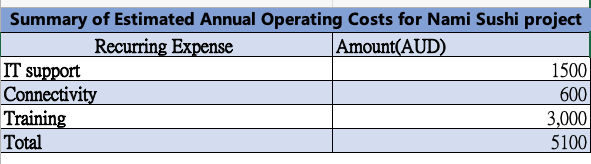 Summary of Estimated Annual Operating Costs for Nami Sushi project
Recurring Expense Amount(AUD)
IT support 1500
Connectivity 600
Training 3,000
Total 5100